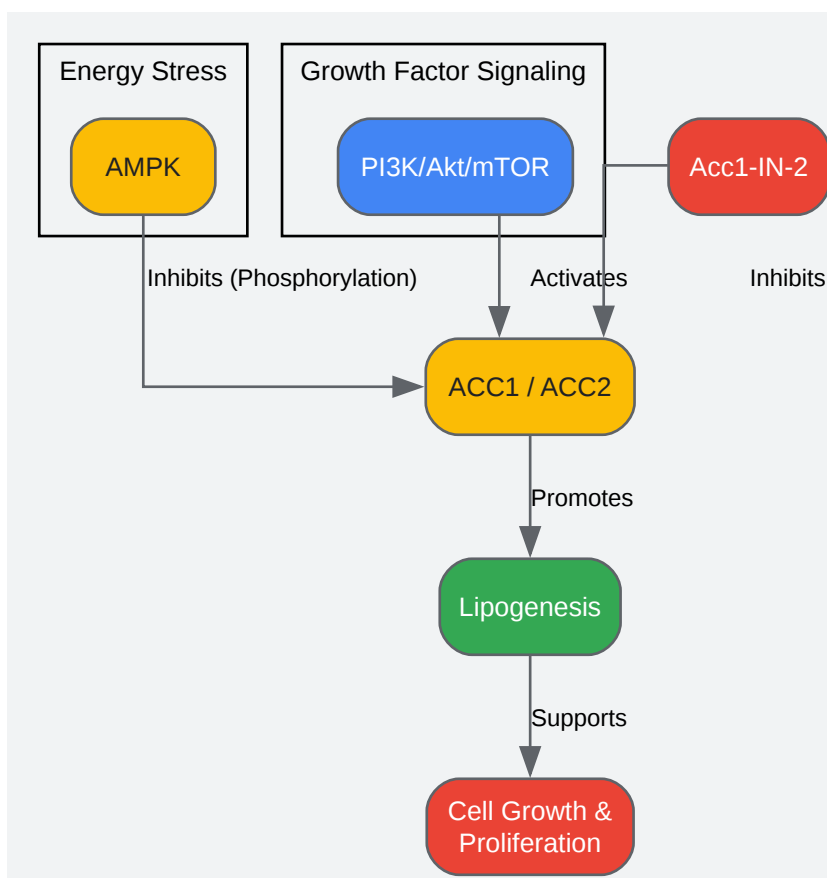 Energy Stress
Growth Factor Signaling
AMPK
PI3K/Akt/mTOR
Acc1-IN-2
Inhibits (Phosphorylation)
Activates
Inhibits
ACC1 / ACC2
Promotes
Lipogenesis
Supports
Cell Growth &
Proliferation